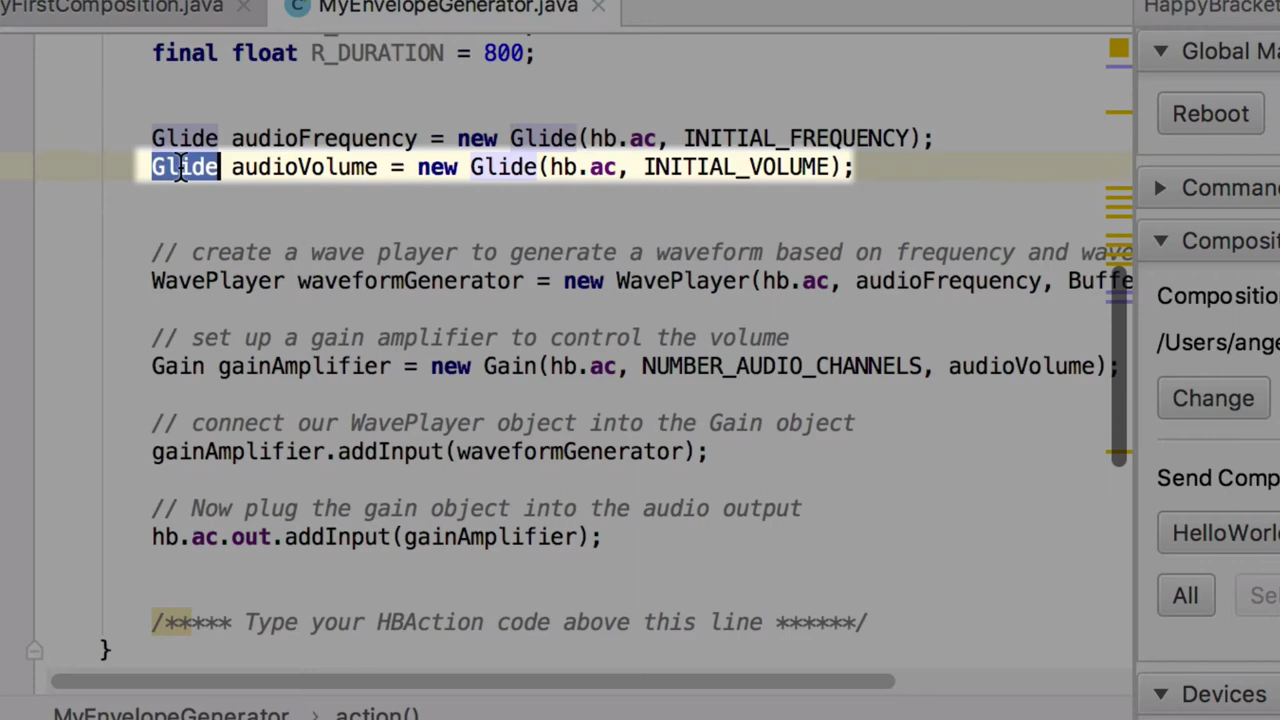 yFirstComposition.java
MyEnvelopeGenerator.java
HappyBracket
final float R_DURATION = 800;
Global Ma
Reboot
Glide audioFrequency = new Glide(hb.ac, INITIAL_FREQUENCY);
Glide audioVolume = new Glide(hb.ac, INITIAL_VOLUME);
Comman
Composit
// create a wave player to generate a waveform based on frequency and wave
WavePlayer waveformGenerator = new WavePlayer(hb.ac, audioFrequency, Buffe
Composition
// set up a gain amplifier to control the volume
/Users/ange
Gain gainAmplifier = new Gain(hb.ac, NUMBER_AUDIO_CHANNELS, audioVolume);
Change
// connect our WavePlayer object into the Gain object
gainAmplifier.addInput(waveformGenerator);
Send Comp
// Now plug the gain object into the audio output
hb.ac.out.addInput(gainAmplifier);
HelloWorl
All
Sel
/***** Type your HBAction code above this line ******/
}
Devices
MyEnvelopeGenerator › action()